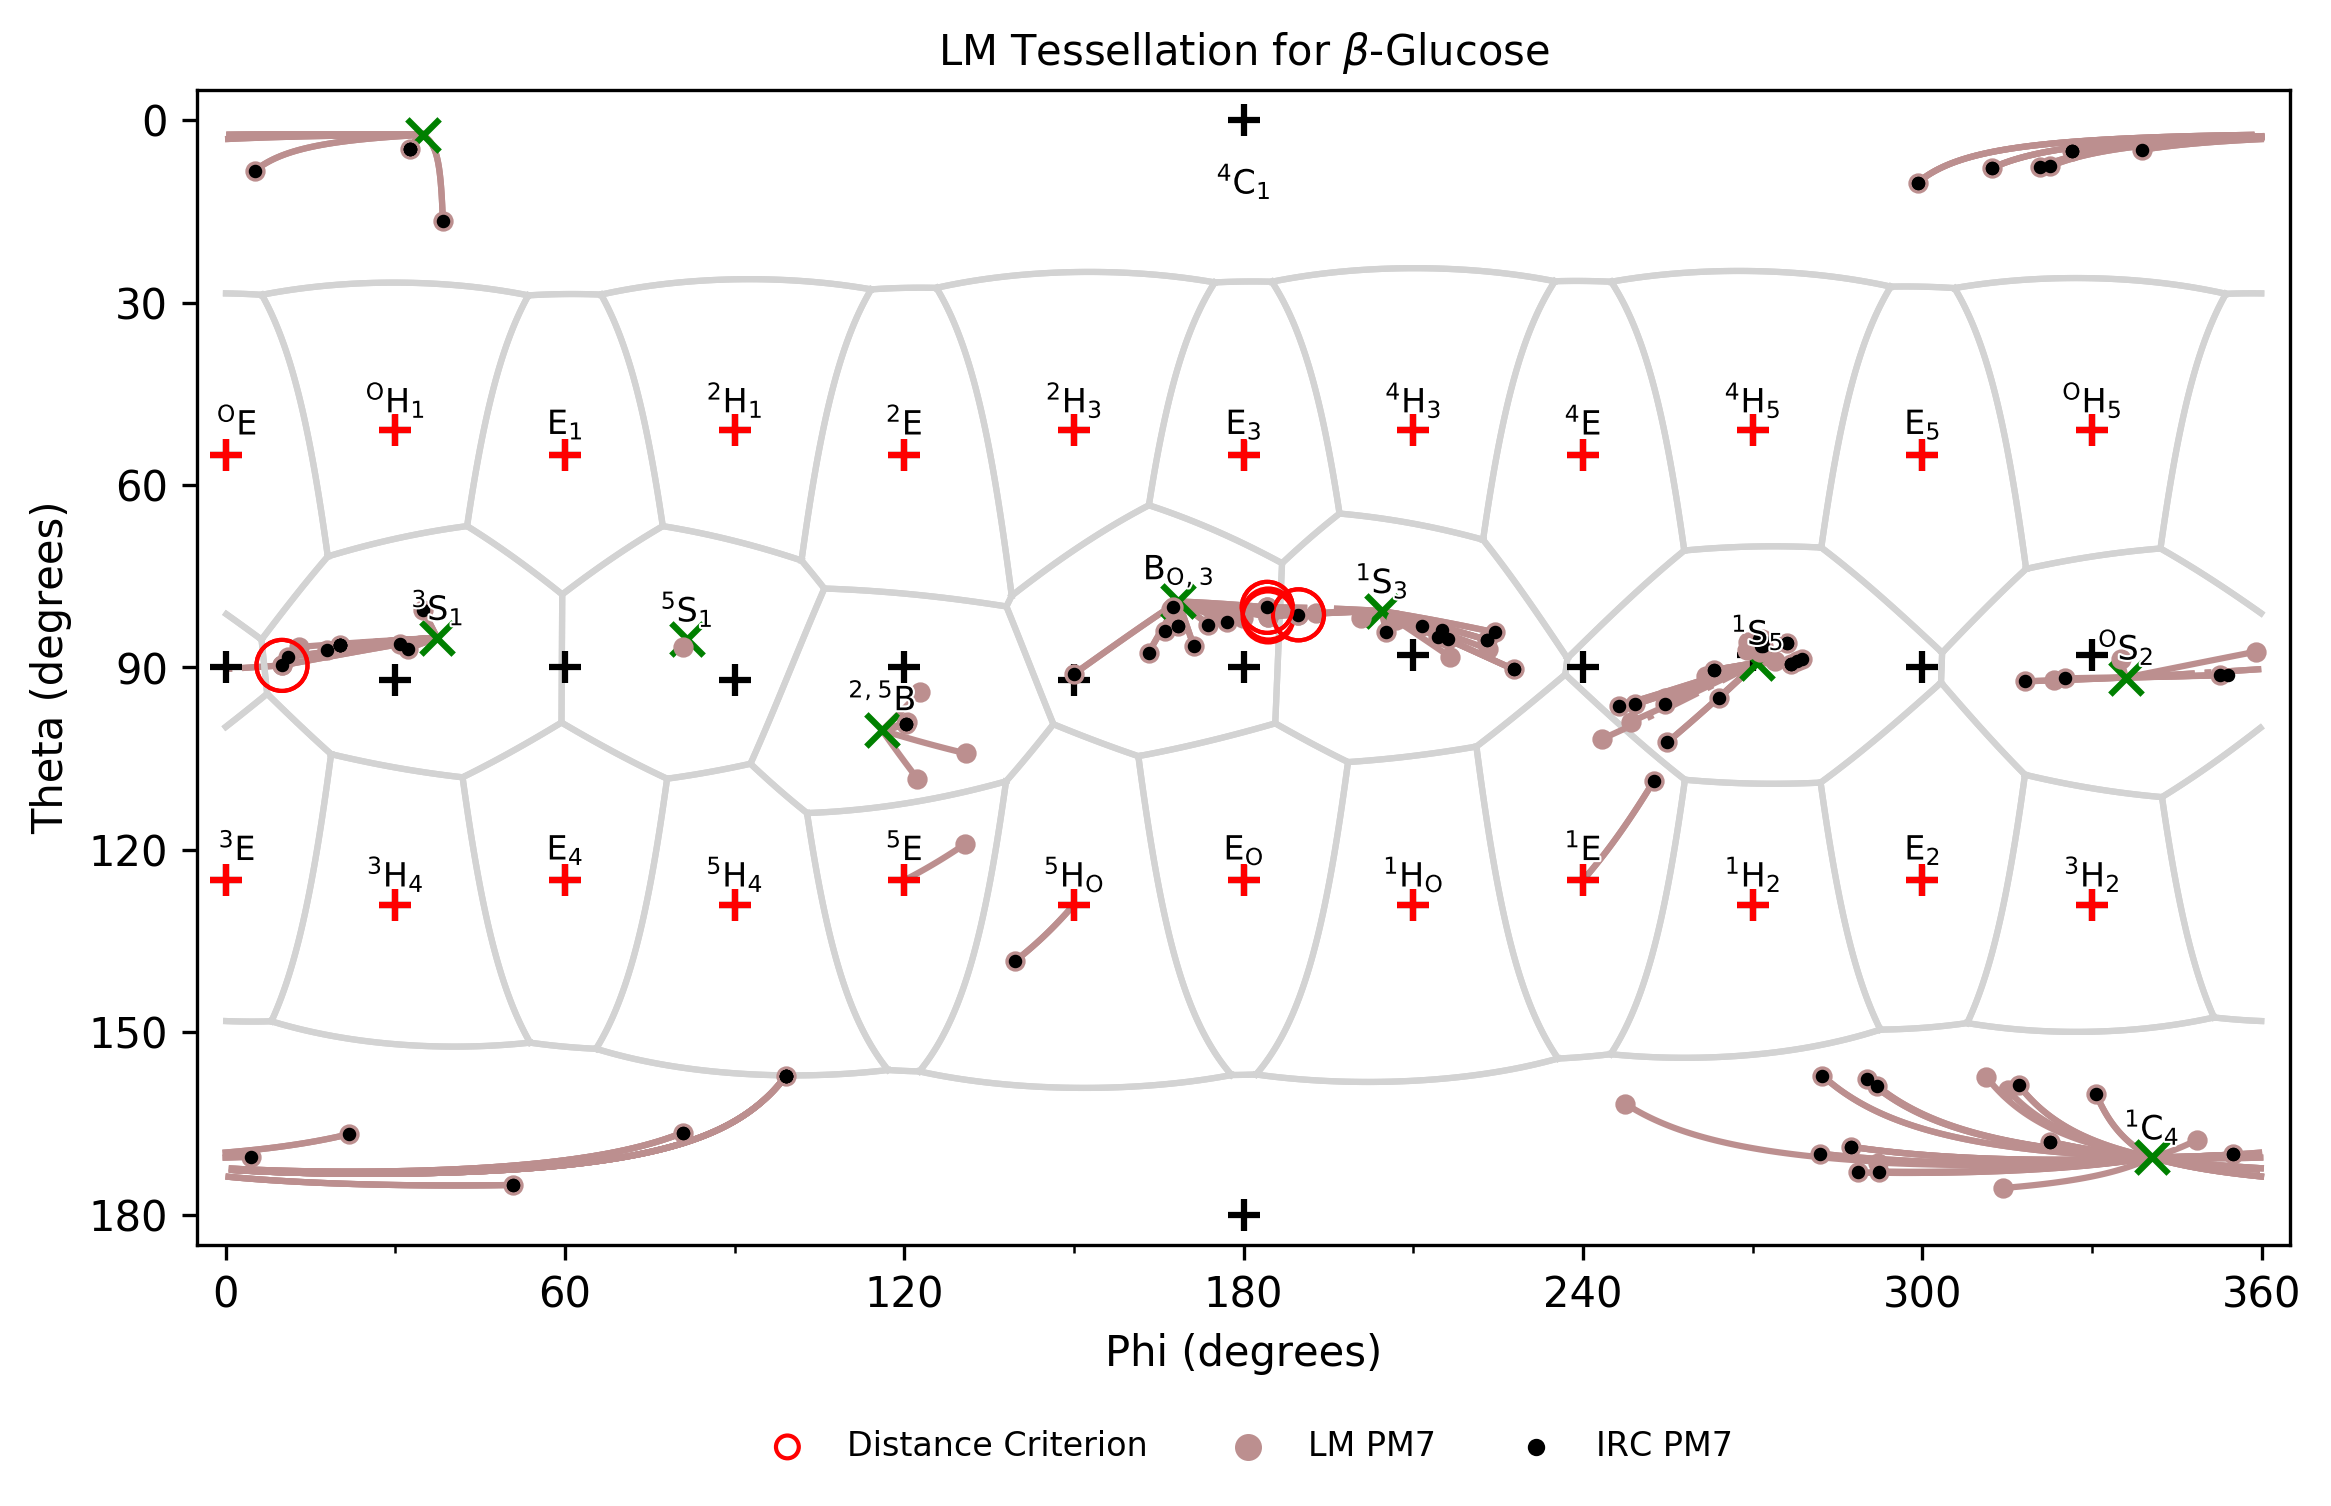 LM Tessellation for β-Glucose
0
30
60
90
120
150
180
Theta (degrees)
⁴C₁
ᴼE ᴼH₁ E₁ ²H₁ ²E ²H₃ E₃ ⁴H₃ ⁴E ⁴H₅ E₅ ᴼH₅
³S₁ ⁵S₁ ²,⁵B B_O,3 ¹S₃ ¹S₅ ᴼS₂
³E ³H₄ E₄ ⁵H₄ ⁵E ⁵H_O E_O ¹H_O ¹E ¹H₂ E₂ ³H₂
¹C₄
0 60 120 180 240 300 360
Phi (degrees)
Distance Criterion LM PM7 IRC PM7